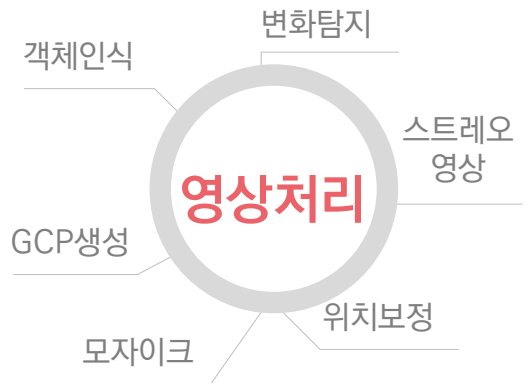 변화탐지
객체인식
스트레오
영상
영상처리
GCP생성
위치보정
모자이크